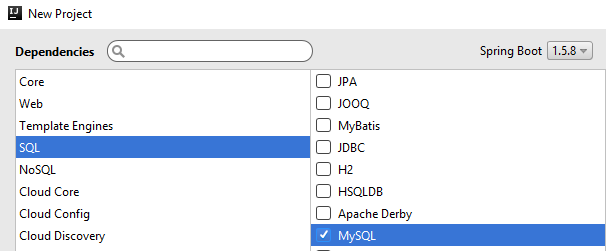 IJ New Project
Dependencies Spring Boot 1.5.8
Core
Web
Template Engines
SQL
NoSQL
Cloud Core
Cloud Config
Cloud Discovery
JPA
JOOQ
MyBatis
JDBC
H2
HSQLDB
Apache Derby
MySQL